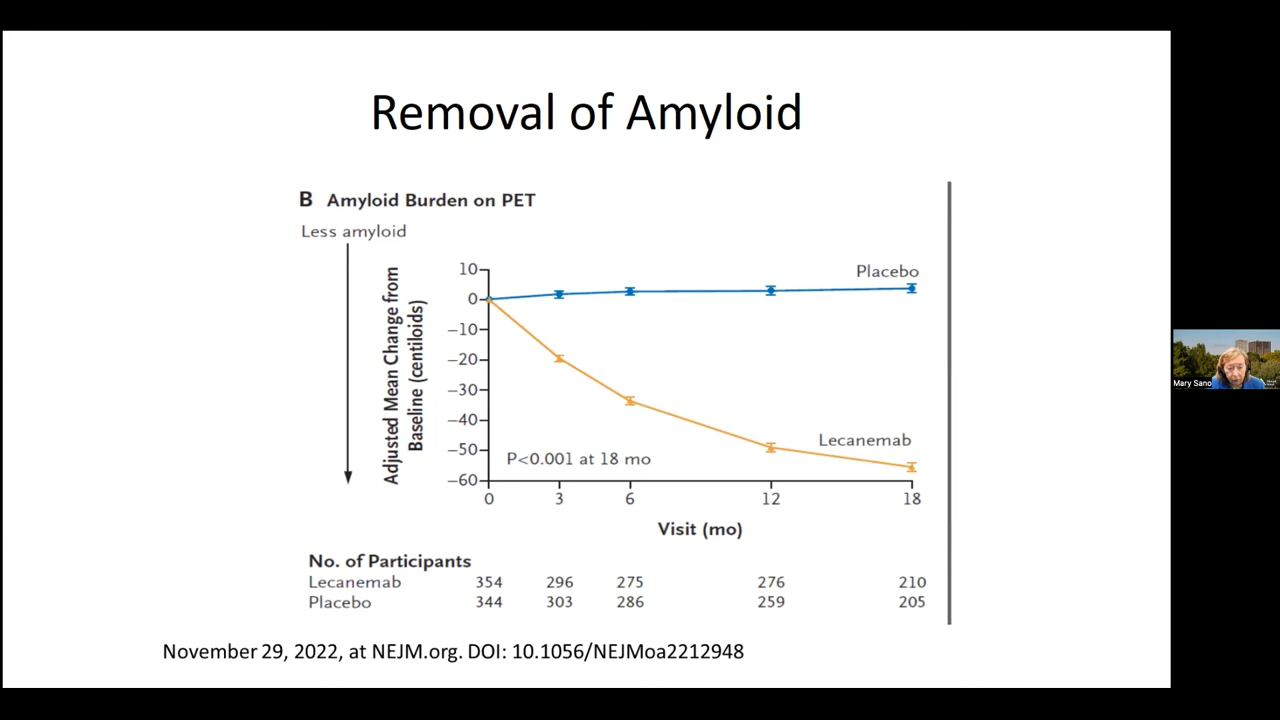 Removal of Amyloid
B Amyloid Burden on PET
Less amyloid
Adjusted Mean Change from
Baseline (centiloids)
10
0
−10
−20
−30
−40
−50
−60
Placebo
Lecanemab
P<0.001 at 18 mo
0 3 6 12 18
Visit (mo)
No. of Participants
Lecanemab 354 296 275 276 210
Placebo 344 303 286 259 205
November 29, 2022, at NEJM.org. DOI: 10.1056/NEJMoa2212948
Mary Sano